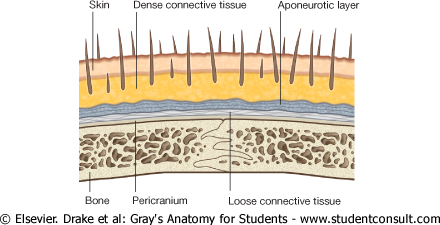 Skin Dense connective tissue Aponeurotic layer
Bone Pericranium Loose connective tissue
© Elsevier. Drake et al: Gray's Anatomy for Students - www.studentconsult.com